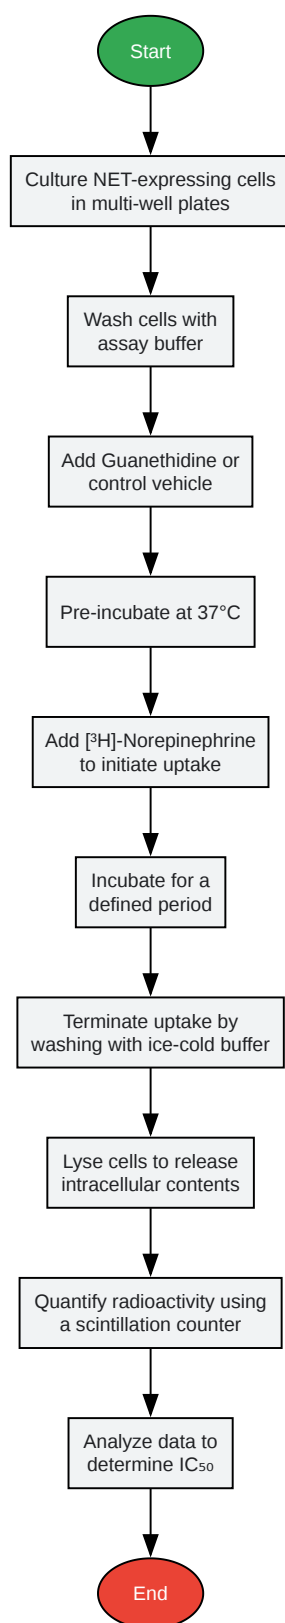 Start
Culture NET-expressing cells
in multi-well plates
Wash cells with
assay buffer
Add Guanethidine or
control vehicle
Pre-incubate at 37°C
Add [³H]-Norepinephrine
to initiate uptake
Incubate for a
defined period
Terminate uptake by
washing with ice-cold buffer
Lyse cells to release
intracellular contents
Quantify radioactivity using
a scintillation counter
Analyze data to
determine IC₅₀
End